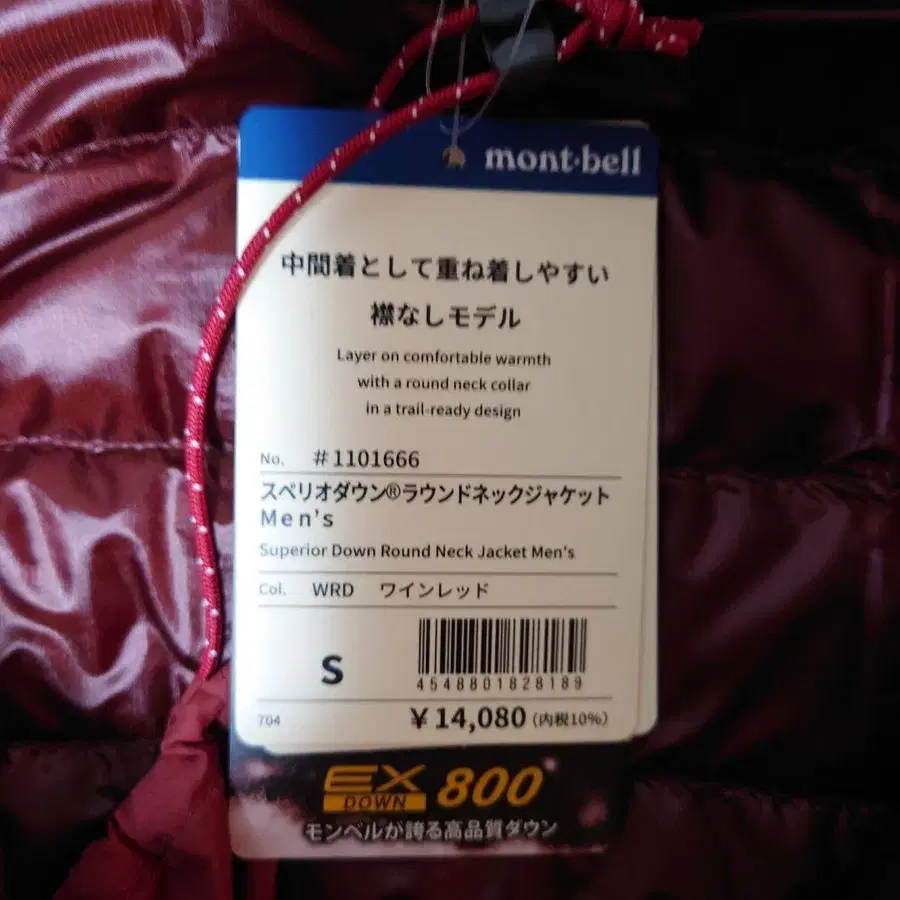 mont·bell
中間着として重ね着しやすい
襟なしモデル
Layer on comfortable warmth
with a round neck collar
in a trail-ready design
No. #1101666
スペリオダウン®ラウンドネックジャケット
Men's
Superior Down Round Neck Jacket Men's
Col. WRD ワインレッド
S
4548801828189
704 ¥14,080 (内税10%)
EX DOWN 800
モンベルが誇る高品質ダウン